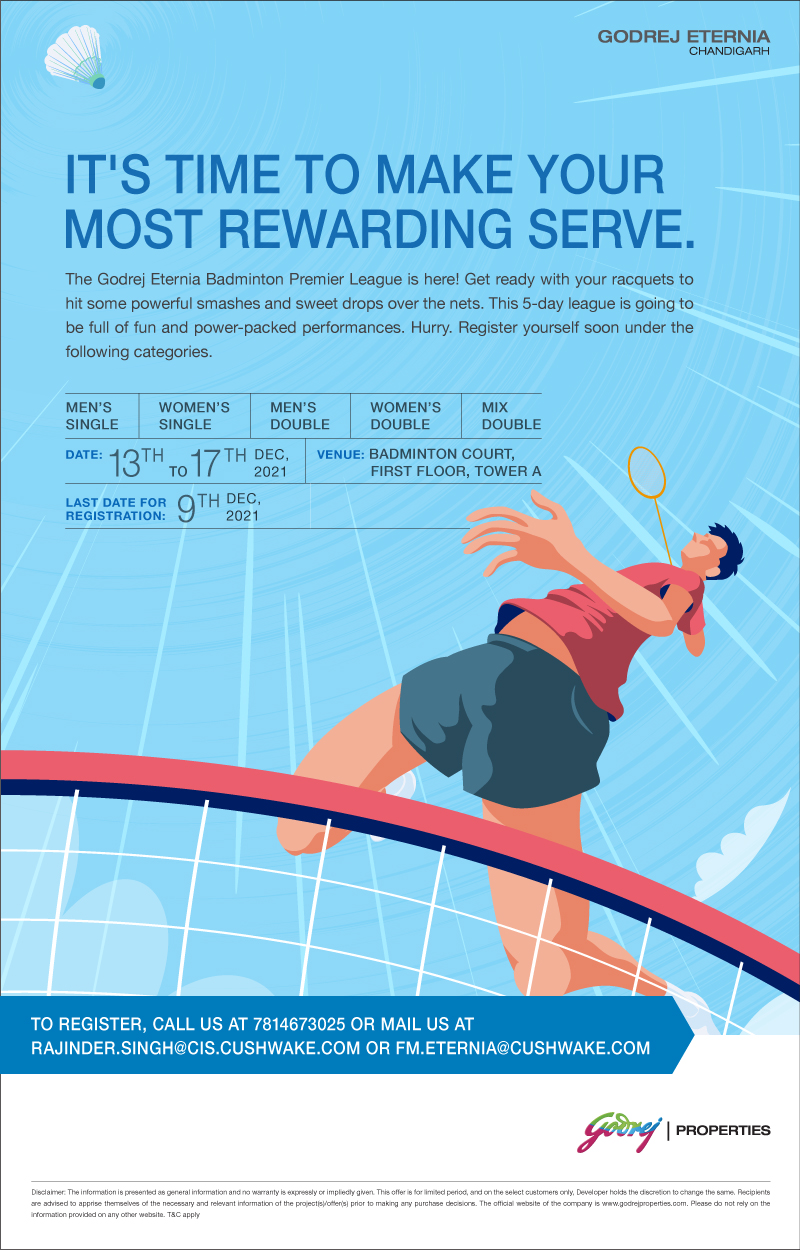 GODREJ ETERNIA
CHANDIGARH
IT'S TIME TO MAKE YOUR
MOST REWARDING SERVE.
The Godrej Eternia Badminton Premier League is here! Get ready with your racquets to
hit some powerful smashes and sweet drops over the nets. This 5-day league is going to
be full of fun and power-packed performances. Hurry. Register yourself soon under the
following categories.
MEN'S SINGLE
WOMEN'S SINGLE
MEN'S DOUBLE
WOMEN'S DOUBLE
MIX DOUBLE
DATE: 13TH TO 17TH DEC, 2021
VENUE: BADMINTON COURT,
FIRST FLOOR, TOWER A
LAST DATE FOR
REGISTRATION: 9TH DEC, 2021
TO REGISTER, CALL US AT 7814673025 OR MAIL US AT
RAJINDER.SINGH@CIS.CUSHWAKE.COM OR FM.ETERNIA@CUSHWAKE.COM
Godrej | PROPERTIES
Disclaimer: The information is presented as general information and no warranty is expressly or impliedly given. This offer is for limited period, and on the select customers only, Developer holds the discretion to change the same. Recipients
are advised to apprise themselves of the necessary and relevant information of the project(s)/offer(s) prior to making any purchase decisions. The official website of the company is www.godrejproperties.com. Please do not rely on the
information provided on any other website. T&C apply